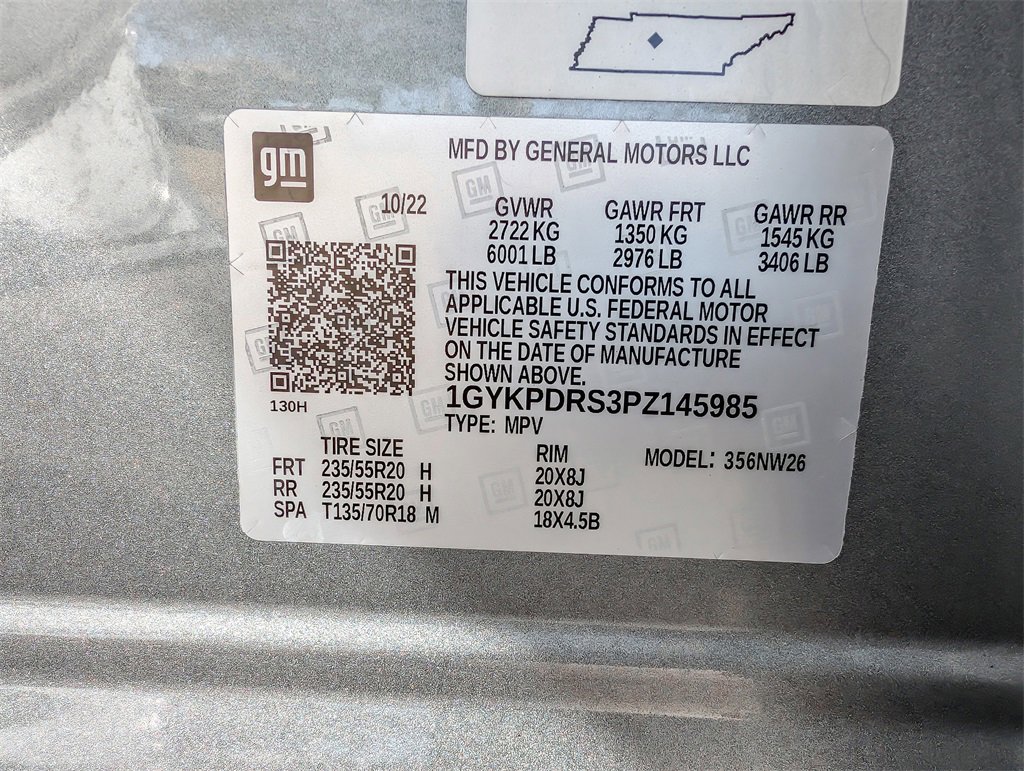 gm
MFD BY GENERAL MOTORS LLC
10/22
GVWR GAWR FRT GAWR RR
2722 KG 1350 KG 1545 KG
6001 LB 2976 LB 3406 LB
THIS VEHICLE CONFORMS TO ALL
APPLICABLE U.S. FEDERAL MOTOR
VEHICLE SAFETY STANDARDS IN EFFECT
ON THE DATE OF MANUFACTURE
SHOWN ABOVE.
130H
1GYKPDRS3PZ145985
TYPE: MPV
TIRE SIZE RIM MODEL: 356NW26
FRT 235/55R20 H 20X8J
RR 235/55R20 H 20X8J
SPA T135/70R18 M 18X4.5B